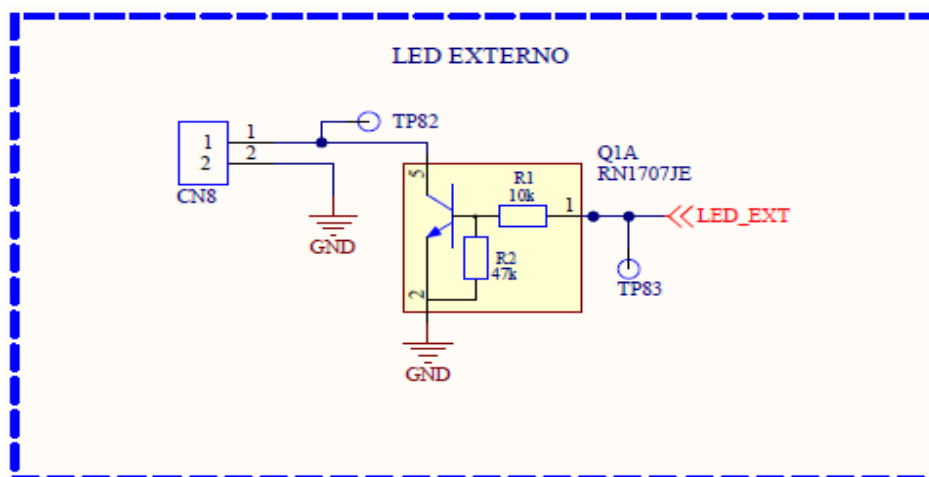 LED EXTERNO
TP82
1
1
2
2
CN8
GND
5
Q1A
RN1707JE
R1
10k
1
LED_EXT
R2
47k
TP83
2
GND